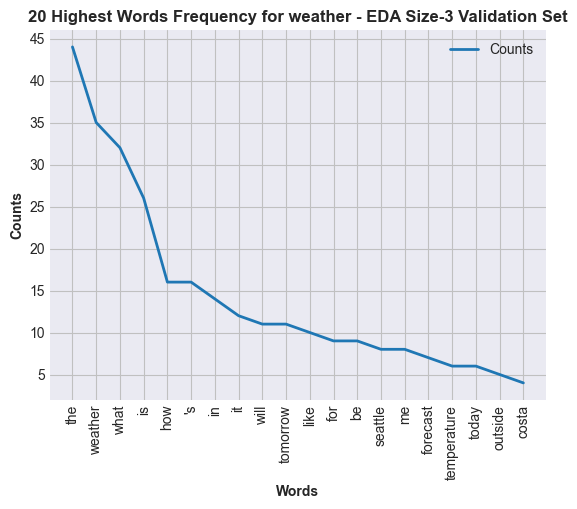 20 Highest Words Frequency for weather - EDA Size-3 Validation Set
Counts
45
40
35
30
25
20
15
10
5
Counts
the
weather
what
is
how
's
in
it
will
tomorrow
like
for
be
seattle
me
forecast
temperature
today
outside
costa
Words